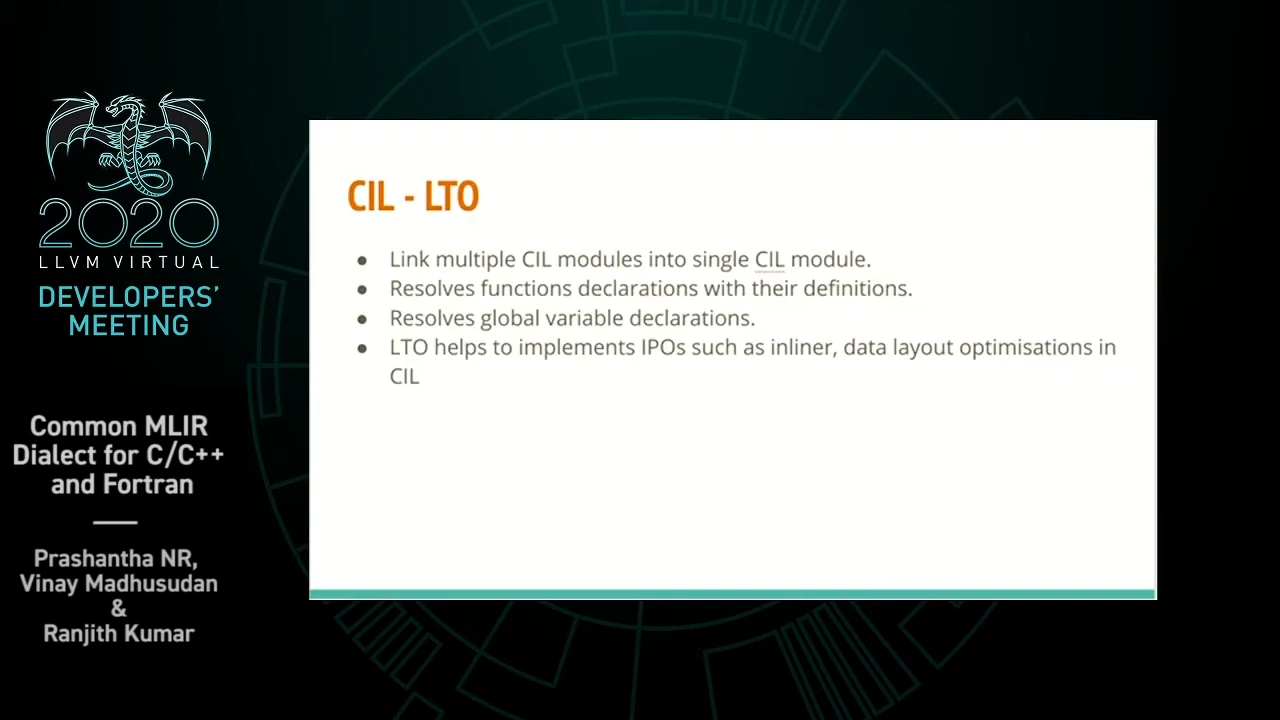 2020
LLVM VIRTUAL
DEVELOPERS'
MEETING
Common MLIR
Dialect for C/C++
and Fortran
Prashantha NR,
Vinay Madhusudan
&
Ranjith Kumar
CIL - LTO
● Link multiple CIL modules into single CIL module.
● Resolves functions declarations with their definitions.
● Resolves global variable declarations.
● LTO helps to implements IPOs such as inliner, data layout optimisations in
CIL